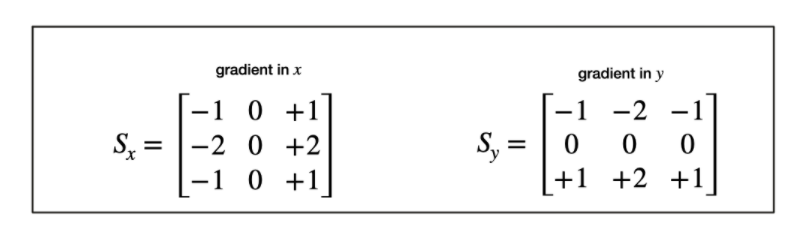 gradient in x
S_x = [−1 0 +1
−2 0 +2
−1 0 +1]
gradient in y
S_y = [−1 −2 −1
0 0 0
+1 +2 +1]